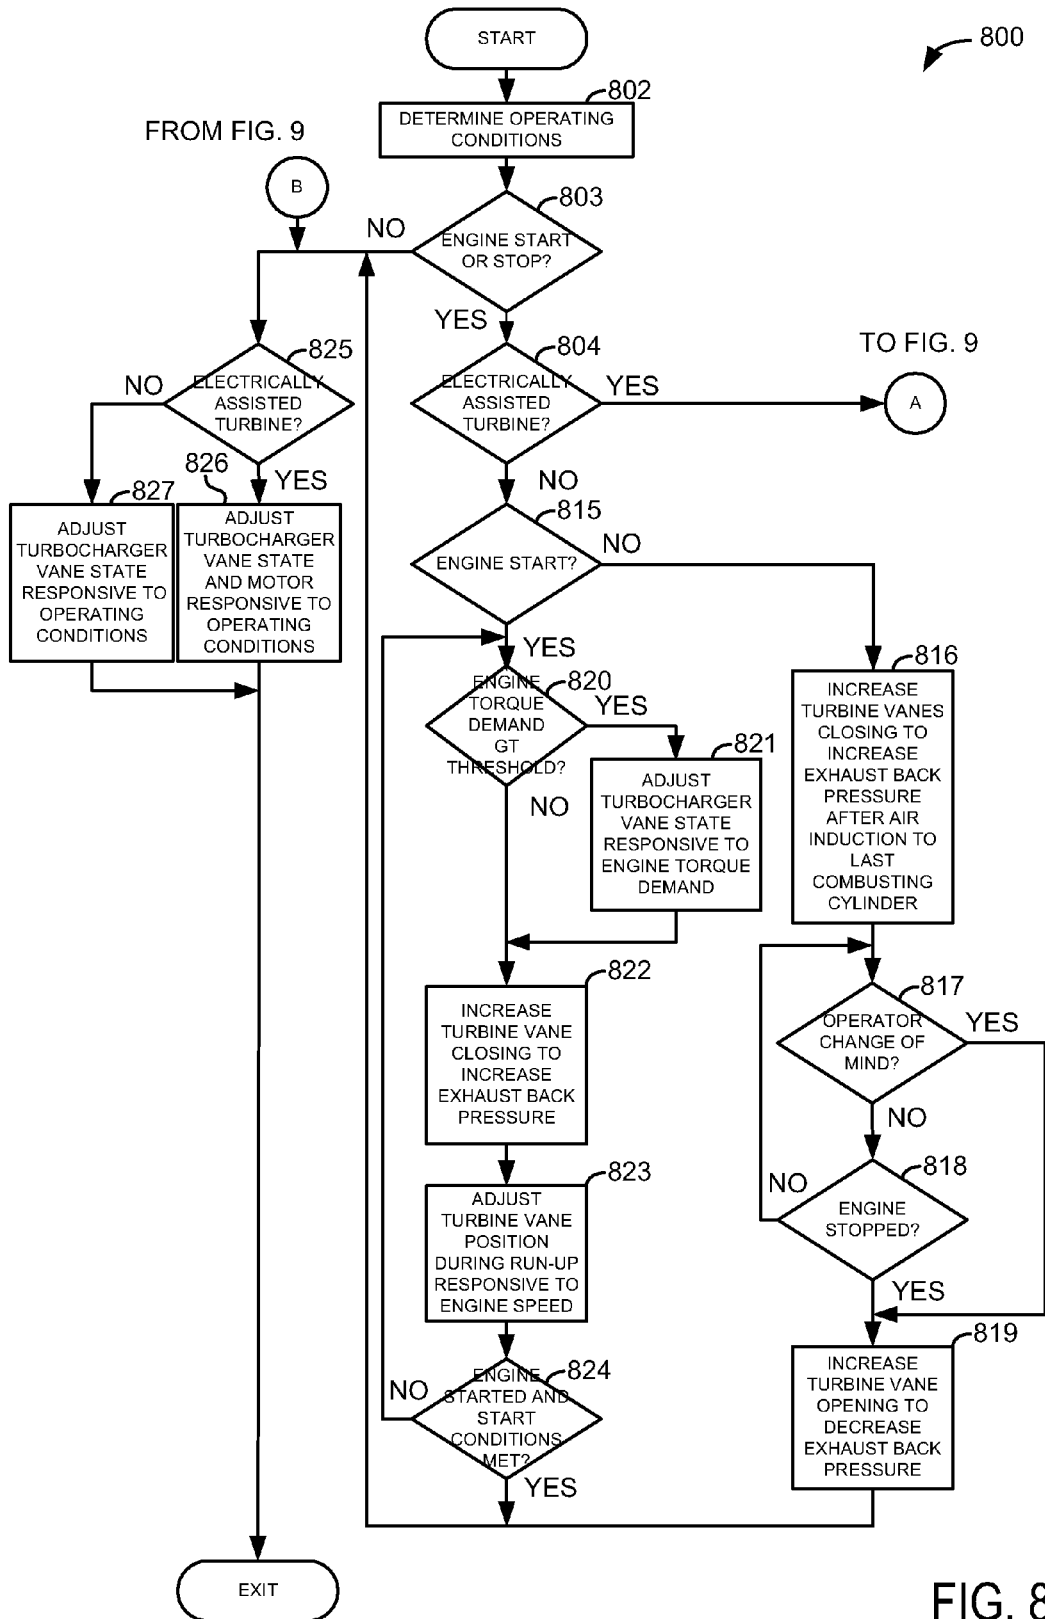 START
800
802
DETERMINE OPERATING
CONDITIONS
FROM FIG. 9
B
803
NO
ENGINE START
OR STOP?
YES
825
NO
ELECTRICALLY
ASSISTED
TURBINE?
YES
804
ELECTRICALLY
ASSISTED
TURBINE?
YES
TO FIG. 9
A
NO
827
ADJUST
TURBOCHARGER
VANE STATE
RESPONSIVE TO
OPERATING
CONDITIONS
826
ADJUST
TURBOCHARGER
VANE STATE
AND MOTOR
RESPONSIVE TO
OPERATING
CONDITIONS
815
ENGINE START?
NO
YES
820
ENGINE
TORQUE
DEMAND
GT
THRESHOLD?
YES
NO
821
ADJUST
TURBOCHARGER
VANE STATE
RESPONSIVE TO
ENGINE TORQUE
DEMAND
816
INCREASE
TURBINE VANES
CLOSING TO
INCREASE
EXHAUST BACK
PRESSURE
AFTER AIR
INDUCTION TO
LAST
COMBUSTING
CYLINDER
822
INCREASE
TURBINE VANE
CLOSING TO
INCREASE
EXHAUST BACK
PRESSURE
817
OPERATOR
CHANGE OF
MIND?
YES
NO
823
ADJUST
TURBINE VANE
POSITION
DURING RUN-UP
RESPONSIVE TO
ENGINE SPEED
818
NO
ENGINE
STOPPED?
YES
824
NO
ENGINE
STARTED AND
START
CONDITIONS
MET?
YES
819
INCREASE
TURBINE VANE
OPENING TO
DECREASE
EXHAUST BACK
PRESSURE
EXIT
FIG. 8